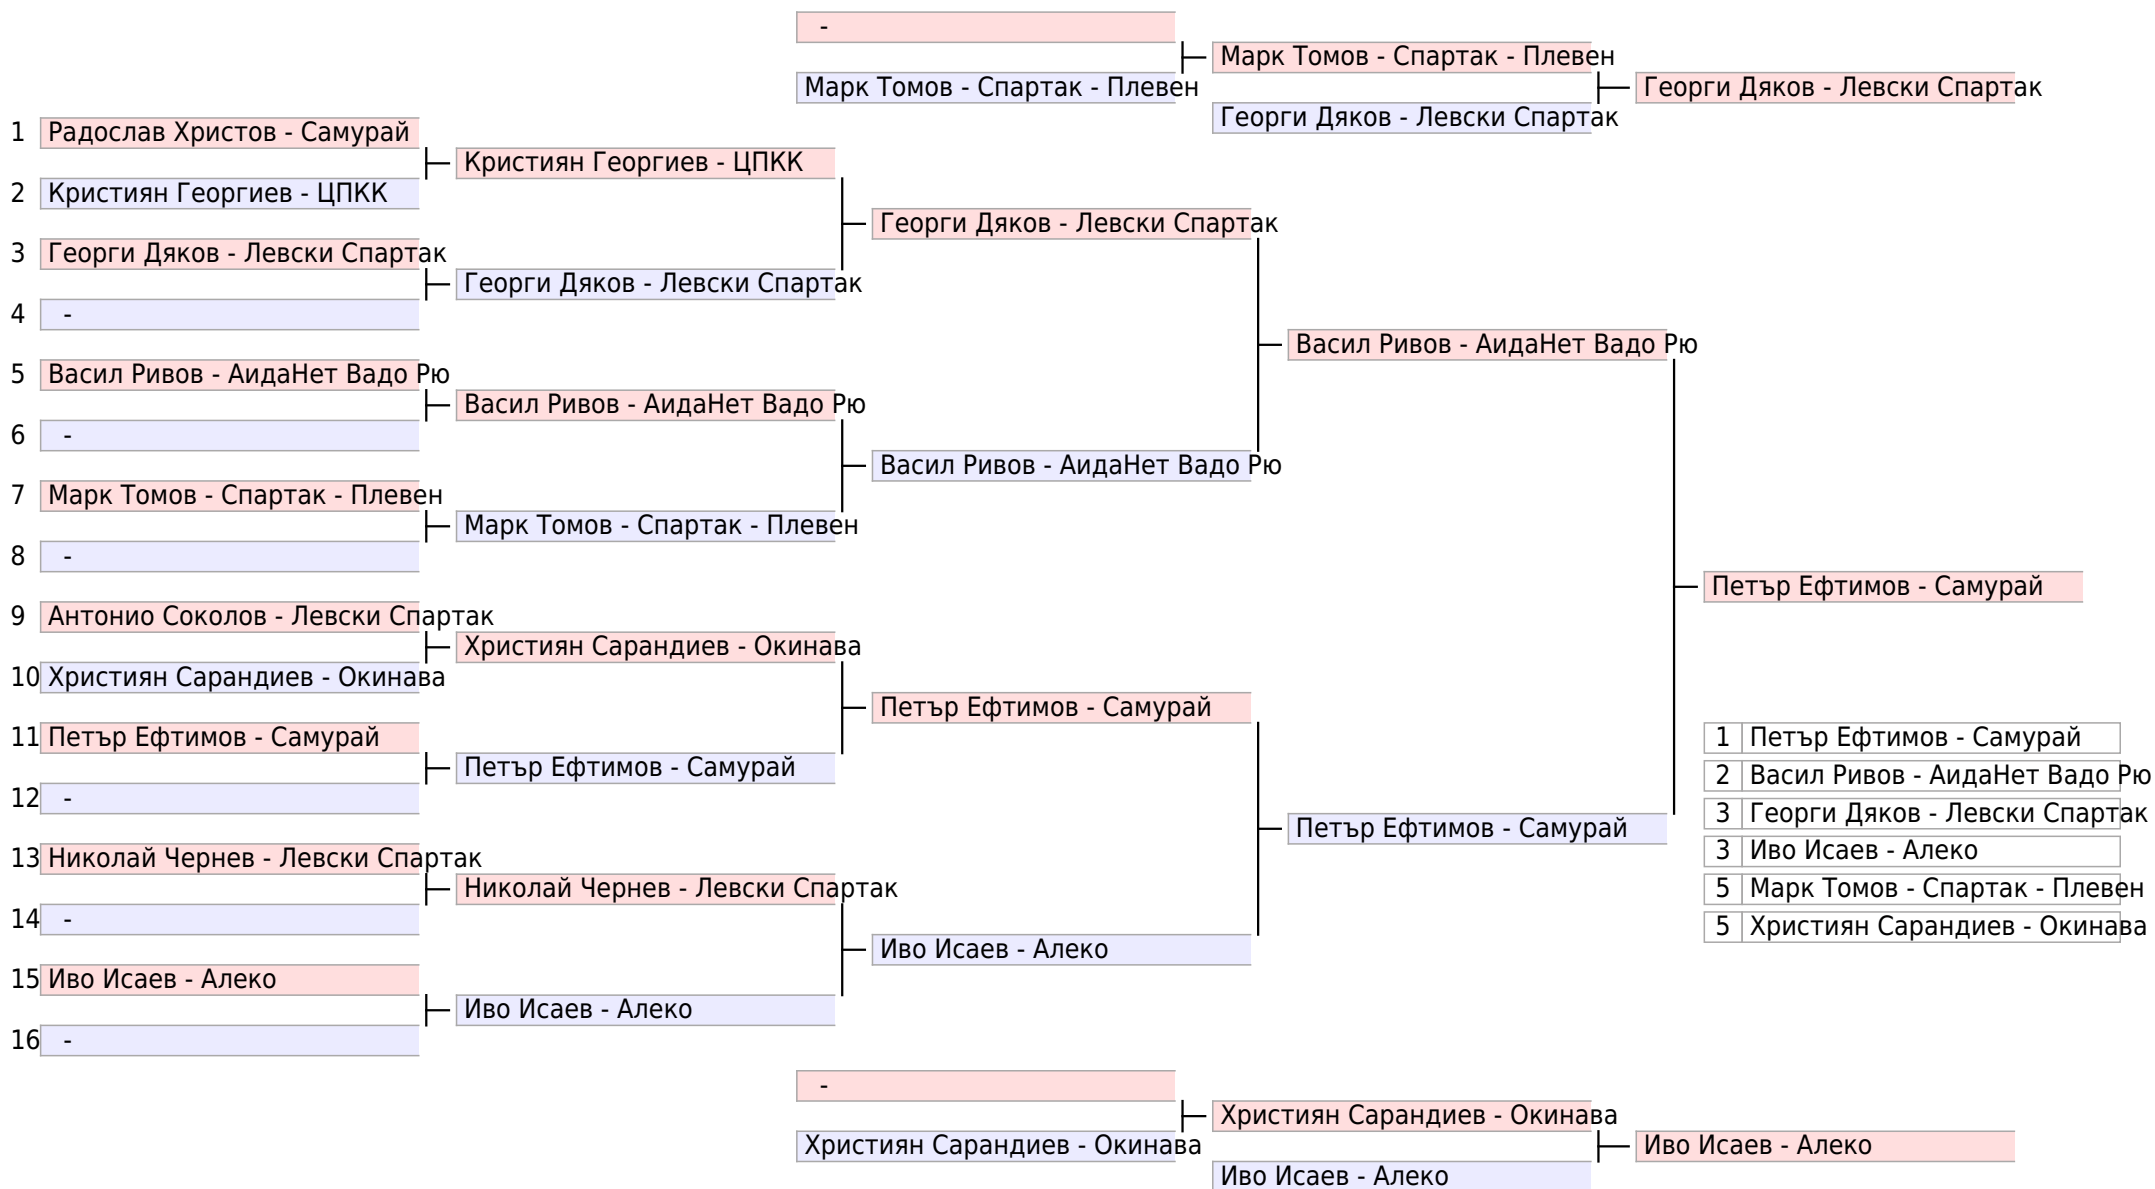 -
Марк Томов - Спартак - Плевен
Марк Томов - Спартак - Плевен
Георги Дяков - Левски Спартак
Георги Дяков - Левски Спартак
1 Радослав Христов - Самурай
Кристиян Георгиев - ЦПКК
2 Кристиян Георгиев - ЦПКК
Георги Дяков - Левски Спартак
3 Георги Дяков - Левски Спартак
Георги Дяков - Левски Спартак
4 -
Васил Ривов - АидаНет Вадо Рю
5 Васил Ривов - АидаНет Вадо Рю
Васил Ривов - АидаНет Вадо Рю
6 -
Васил Ривов - АидаНет Вадо Рю
7 Марк Томов - Спартак - Плевен
Марк Томов - Спартак - Плевен
8 -
Петър Ефтимов - Самурай
9 Антонио Соколов - Левски Спартак
Християн Сарандиев - Окинава
10 Християн Сарандиев - Окинава
Петър Ефтимов - Самурай
11 Петър Ефтимов - Самурай
1 Петър Ефтимов - Самурай
Петър Ефтимов - Самурай
2 Васил Ривов - АидаНет Вадо Рю
12 -
3 Георги Дяков - Левски Спартак
Петър Ефтимов - Самурай
3 Иво Исаев - Алеко
13 Николай Чернев - Левски Спартак
Николай Чернев - Левски Спартак
5 Марк Томов - Спартак - Плевен
14 -
5 Християн Сарандиев - Окинава
Иво Исаев - Алеко
15 Иво Исаев - Алеко
Иво Исаев - Алеко
16 -
-
Християн Сарандиев - Окинава
Християн Сарандиев - Окинава
Иво Исаев - Алеко
Иво Исаев - Алеко